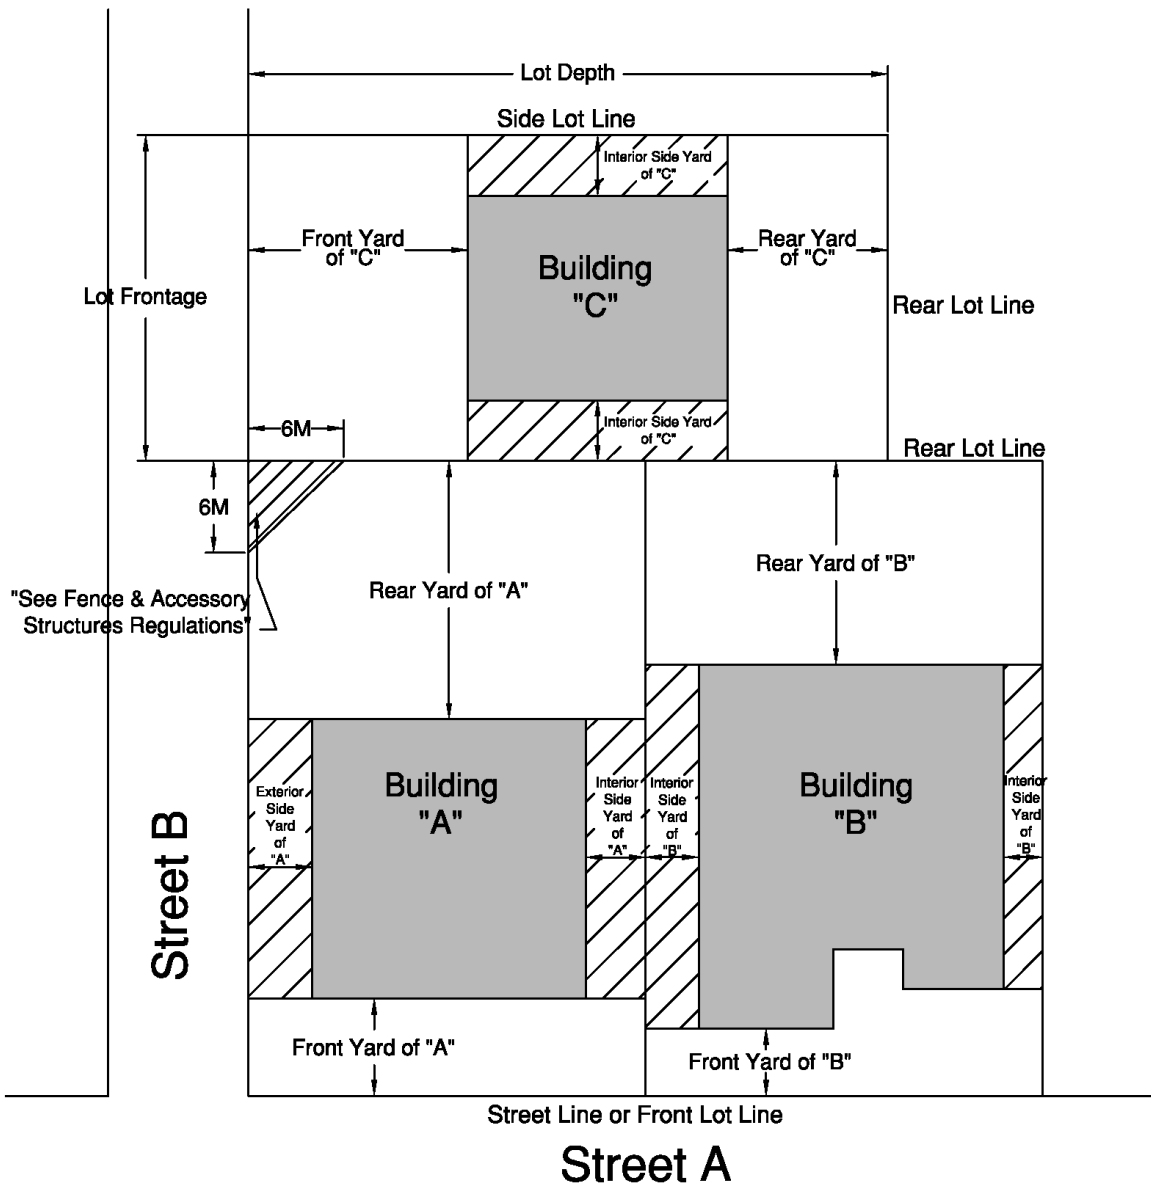 Lot Depth
Side Lot Line
Interior Side Yard
of "C"
Front Yard
of "C"
Building
"C"
Rear Yard
of "C"
Lot Frontage
Rear Lot Line
6M
Interior Side Yard
of "C"
Rear Lot Line
6M
Rear Yard of "A"
Rear Yard of "B"
"See Fence & Accessory
Structures Regulations"
Building
"A"
Building
"B"
Exterior
Side
Yard
of
"A"
Interior
Side
Yard
of
"A"
Interior
Side
Yard
of
"B"
Interior
Side
Yard
of
"B"
Street B
Front Yard of "A"
Front Yard of "B"
Street Line or Front Lot Line
Street A